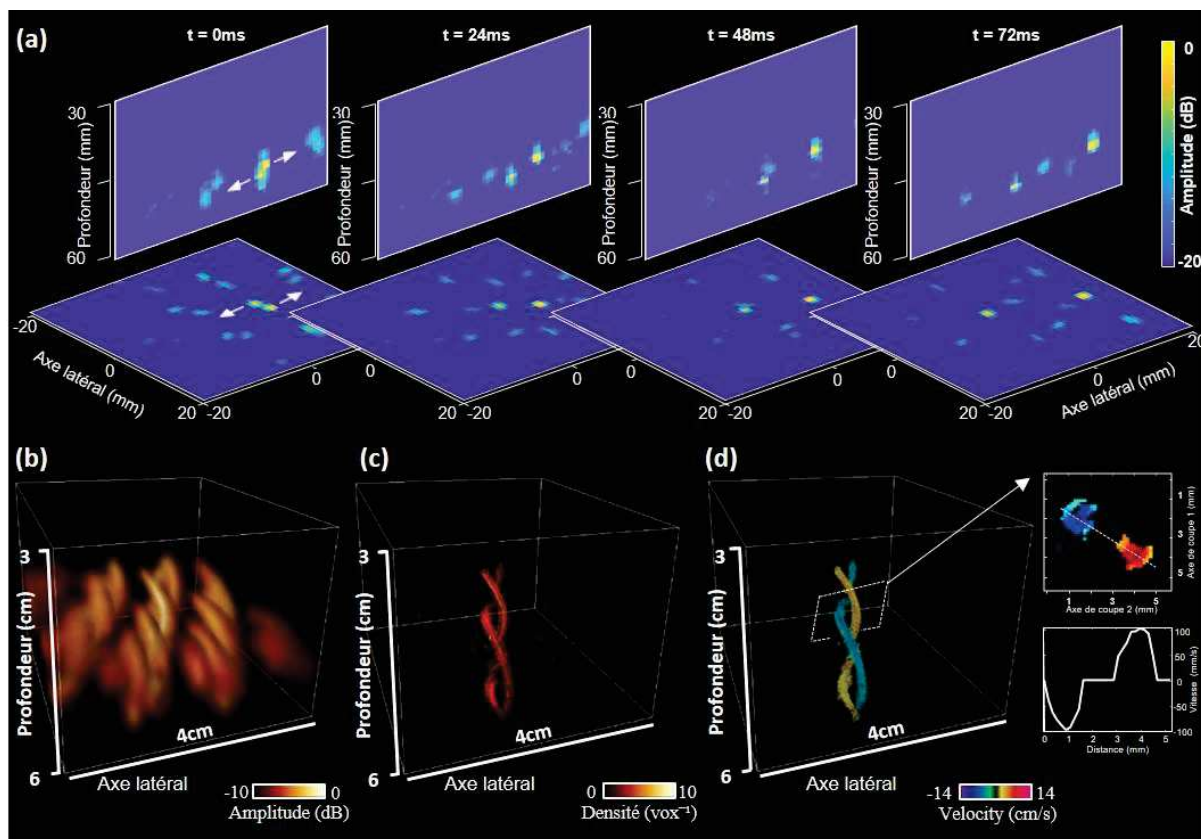 (a)
t = 0ms
t = 24ms
t = 48ms
t = 72ms
30
Profondeur (mm)
60
30
Profondeur (mm)
60
30
Profondeur (mm)
60
30
Profondeur (mm)
60
0
Amplitude (dB)
-20
-20
0
20
-20
0
0
20
-20
0
0
20
-20
0
0
20
-20
0
20
Axe latéral (mm)
Axe latéral (mm)
(b)
3
Profondeur (cm)
6
4cm
Axe latéral
-10
0
Amplitude (dB)
(c)
3
Profondeur (cm)
6
4cm
Axe latéral
0
10
Densité (vox⁻¹)
(d)
3
Profondeur (cm)
6
4cm
Axe latéral
-14
14
Velocity (cm/s)
1
3
5
Axe de coupe 1 (mm)
1
3
5
Axe de coupe 2 (mm)
100
50
0
-50
-100
Vitesse (mm/s)
0
1
2
3
4
5
Distance (mm)